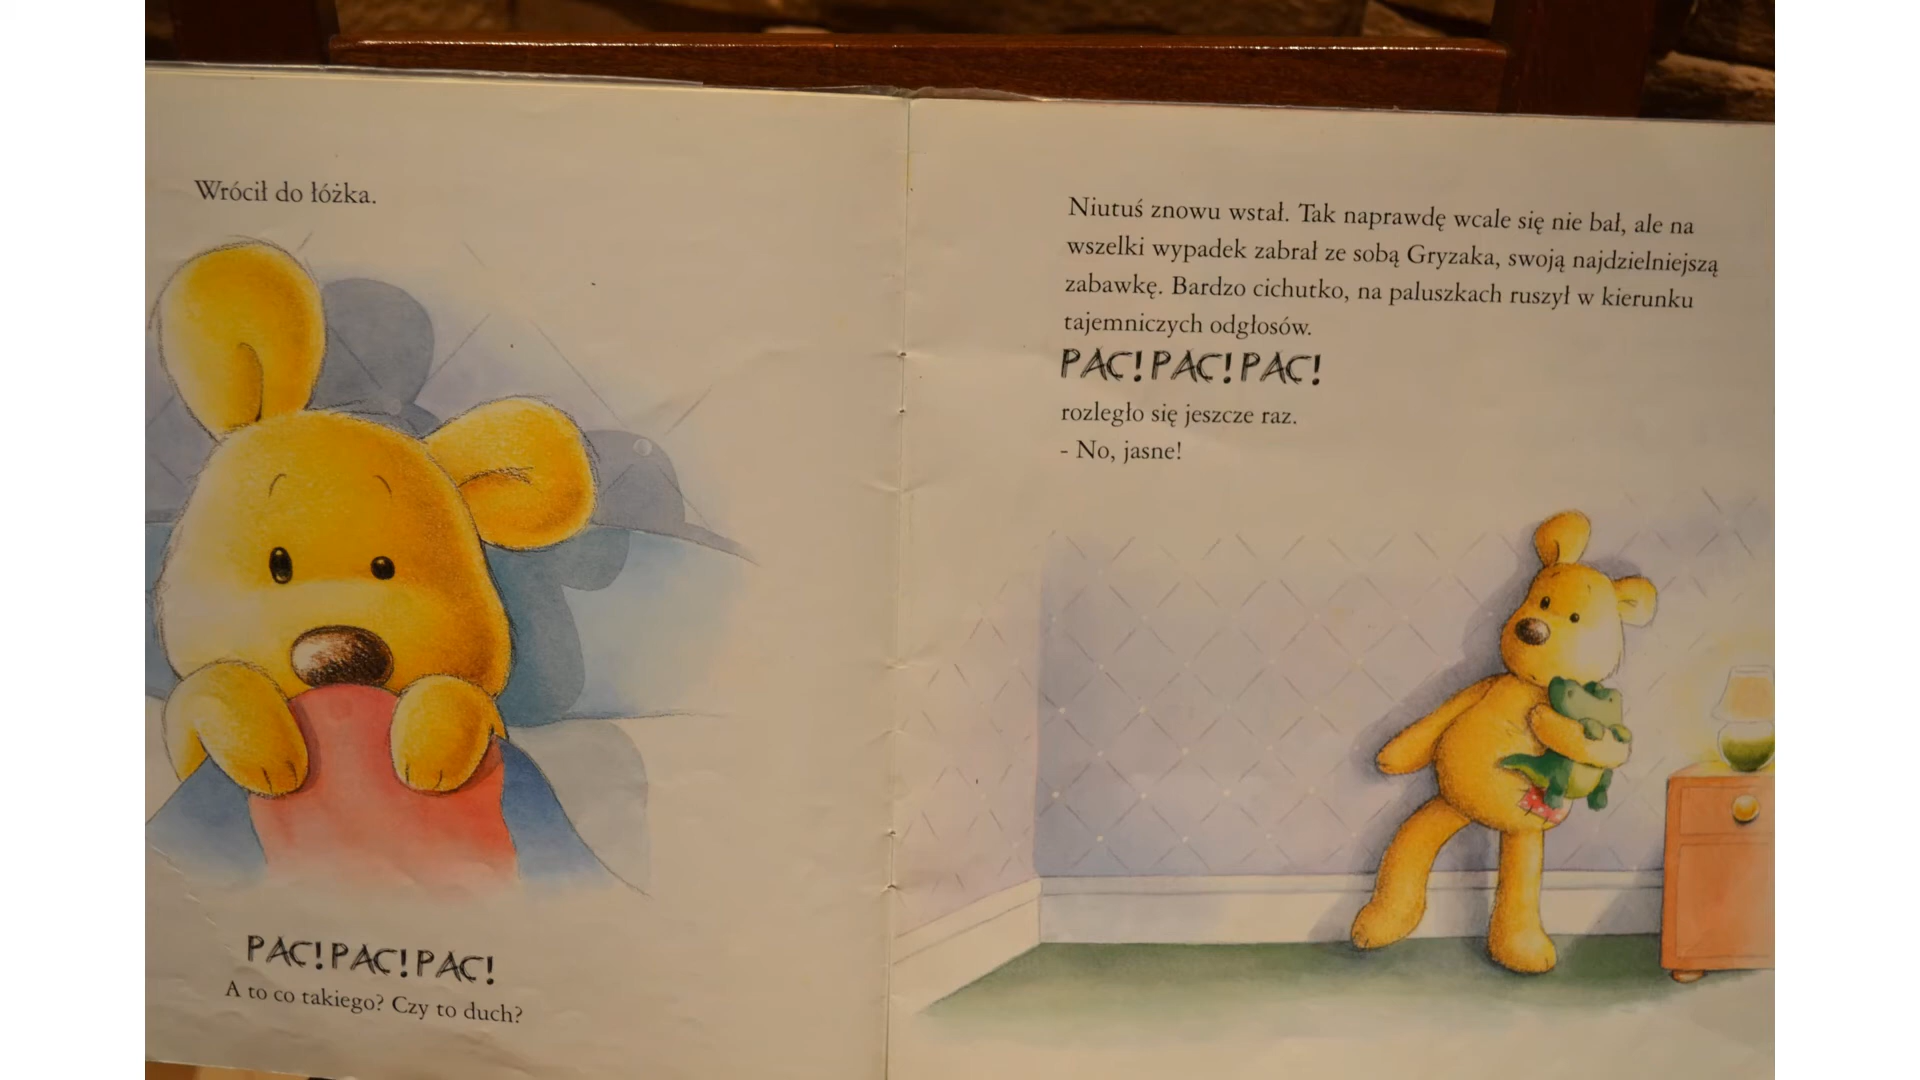 Wrócił do łóżka.
PAC! PAC! PAC!
A to co takiego? Czy to duch?
Niutuś znowu wstał. Tak naprawdę wcale się nie bał, ale na
wszelki wypadek zabrał ze sobą Gryzaka, swoją najdzielniejszą
zabawkę. Bardzo cichutko, na paluszkach ruszył w kierunku
tajemniczych odgłosów.
PAC! PAC! PAC!
rozległo się jeszcze raz.
- No, jasne!